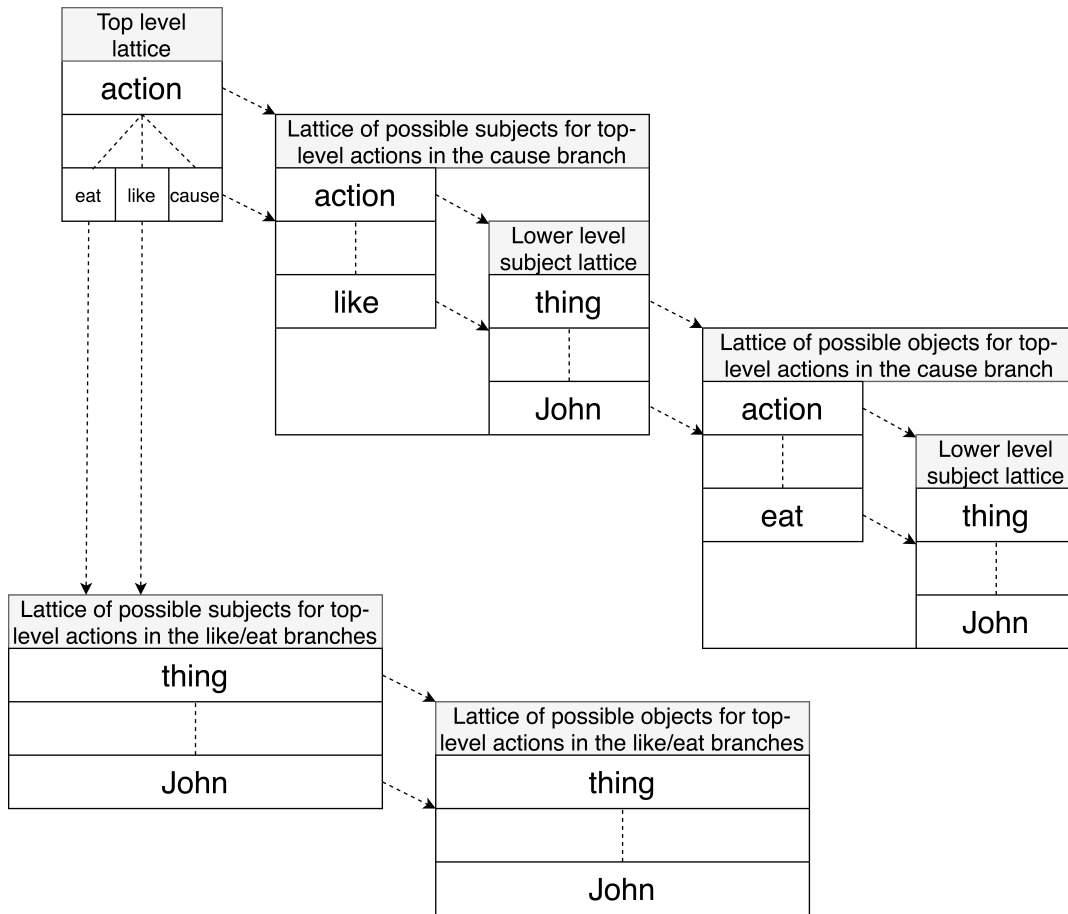 Top level
lattice
action
eat
like
cause
Lattice of possible subjects for top-
level actions in the cause branch
action
like
Lower level
subject lattice
thing
John
Lattice of possible objects for top-
level actions in the cause branch
action
eat
Lower level
subject lattice
thing
John
Lattice of possible subjects for top-
level actions in the like/eat branches
thing
John
Lattice of possible objects for top-
level actions in the like/eat branches
thing
John